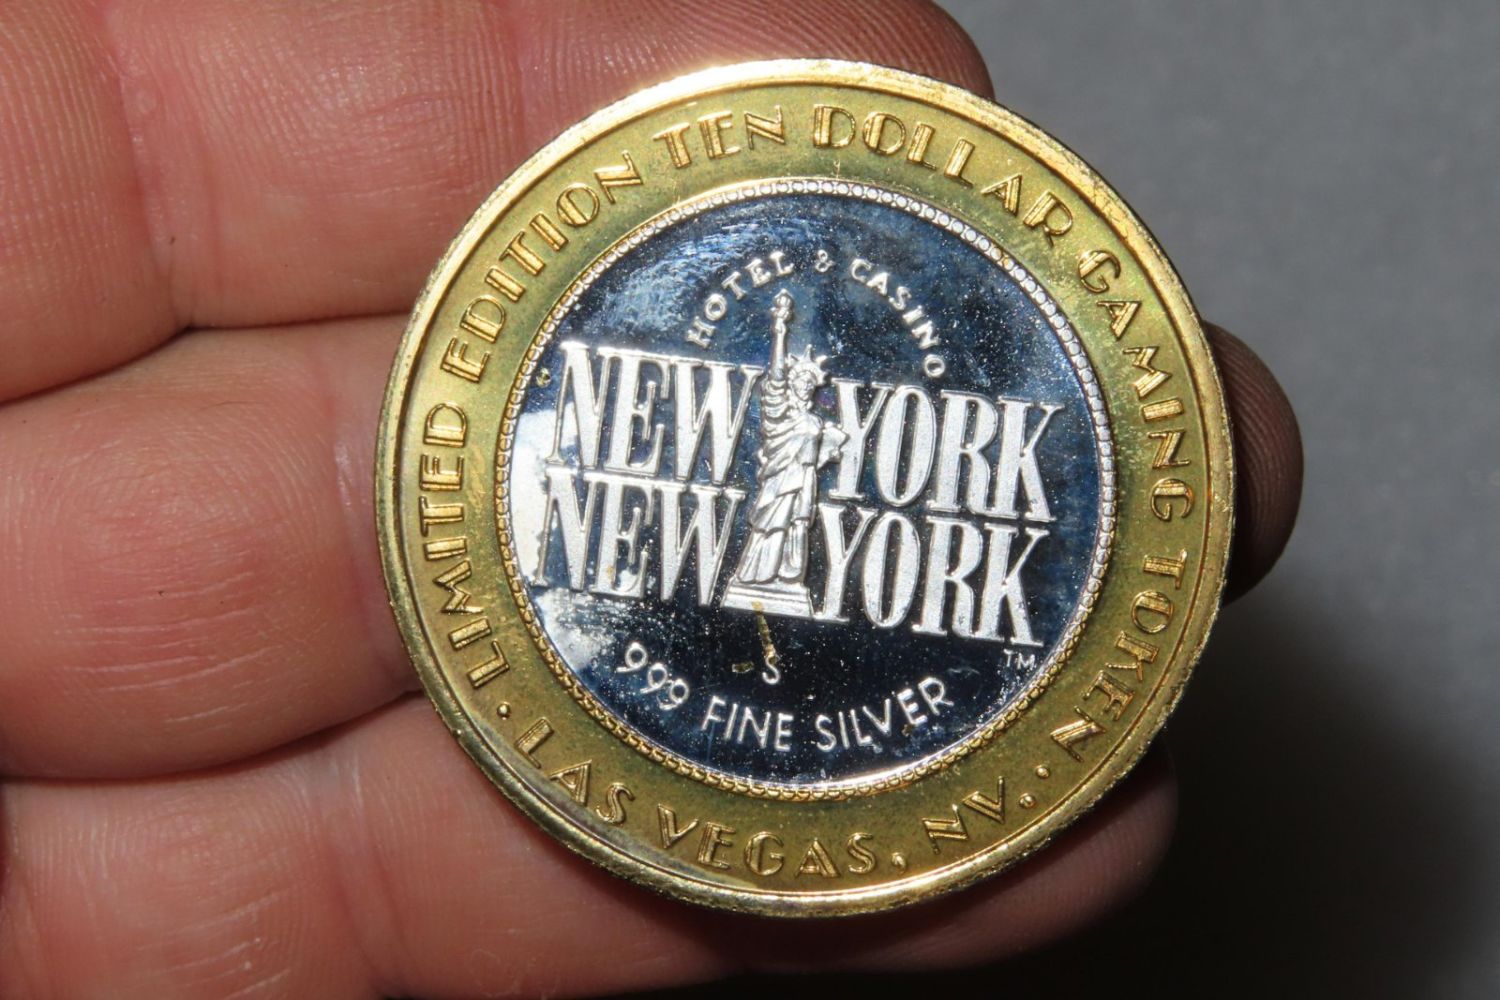 LIMITED EDITION TEN DOLLAR GAMING TOKEN
HOTEL & CASINO
NEW YORK
NEW YORK
TM
S
999 FINE SILVER
• LAS VEGAS, NV. •